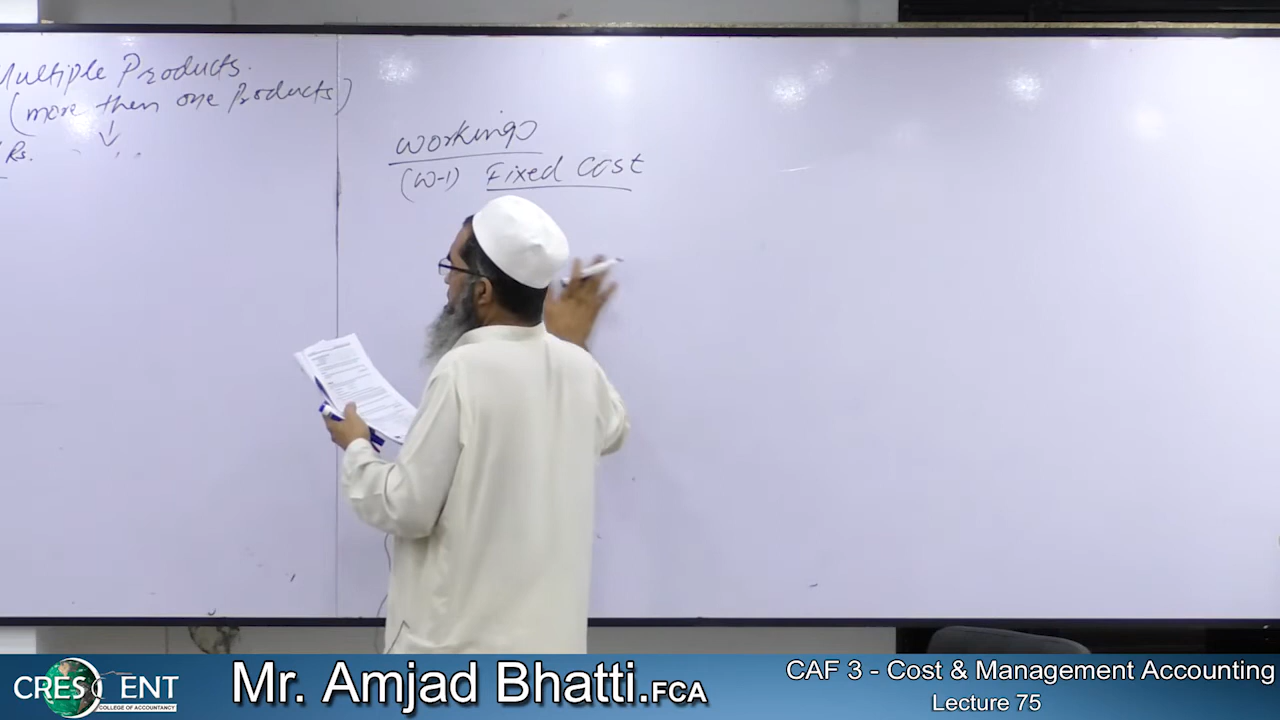 Multiple Products.
(more then one Products)
Rs.
Workings
(W-1) Fixed Cost
CRESCENT
COLLEGE OF ACCOUNTANCY
Mr. Amjad Bhatti.FCA
CAF 3 - Cost & Management Accounting
Lecture 75